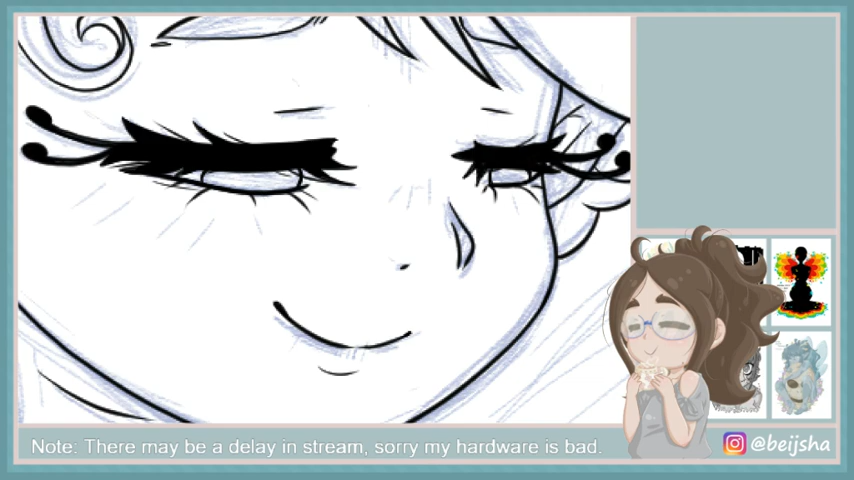 Note: There may be a delay in stream, sorry my hardware is bad.
@beijsha